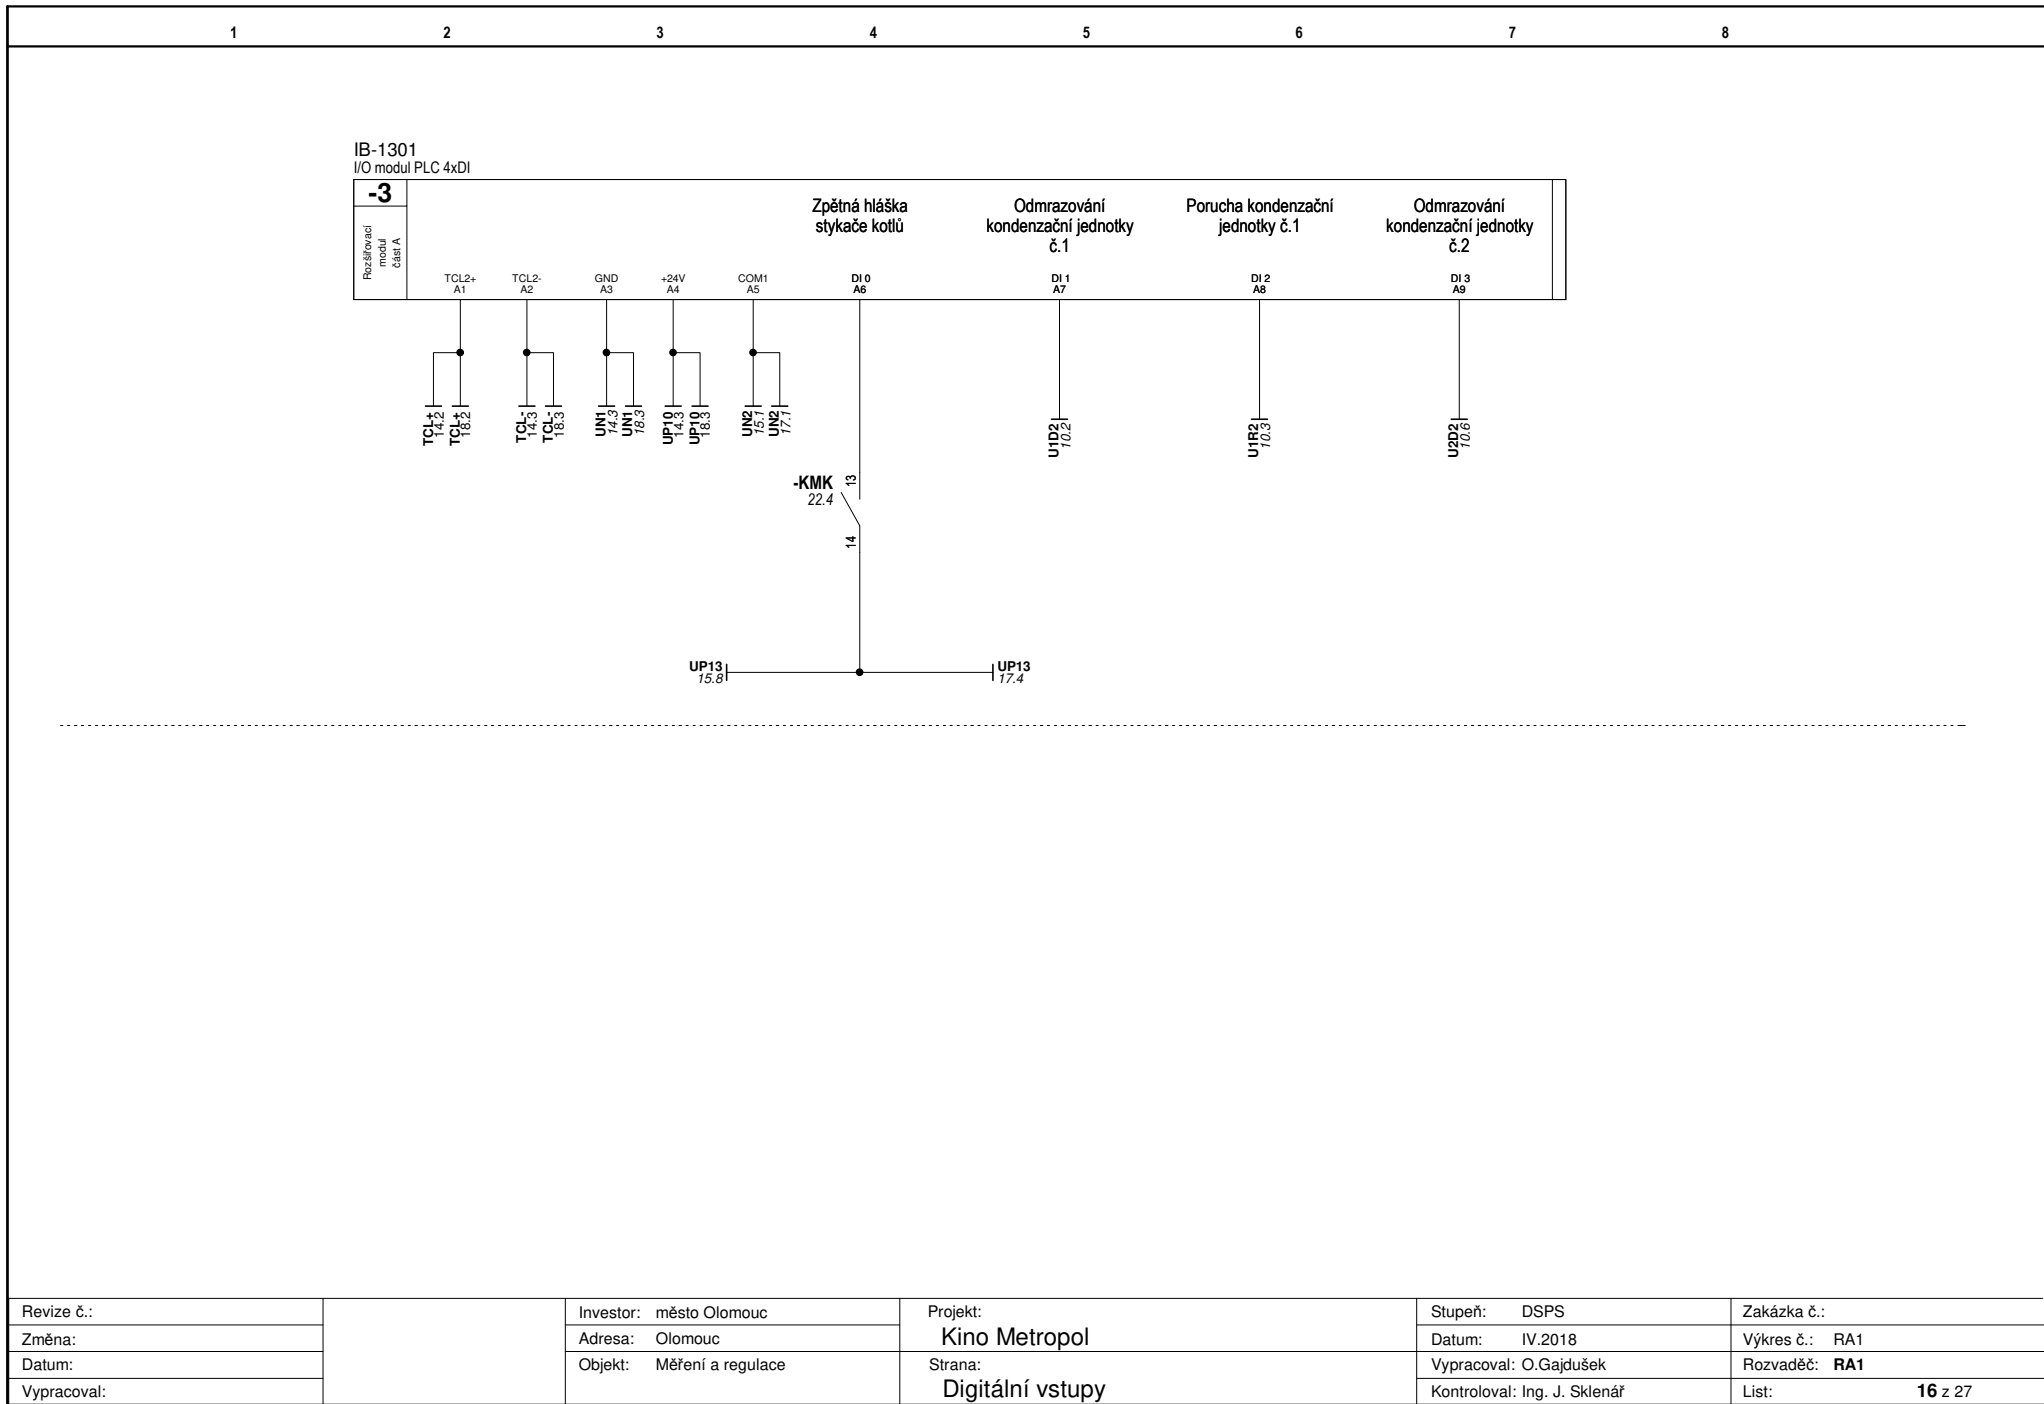 1 2 3 4 5 6 7 8
IB-1301
I/O modul PLC 4xDI
-3
Rozšiřovací
modul
část A
Zpětná hláška
stykače kotlů
Odmrazování
kondenzační jednotky
č.1
Porucha kondenzační
jednotky č.1
Odmrazování
kondenzační jednotky
č.2
TCL2+ TCL2- GND +24V COM1 DI 0 DI 1 DI 2 DI 3
A1 A2 A3 A4 A5 A6 A7 A8 A9
TCL+
14.2
TCL+
18.2
TCL-
14.3
TCL-
18.3
UN1
14.3
UN1
18.3
UP10
14.3
UP10
18.3
UN2
15.1
UN2
17.1
U1D2
10.2
U1R2
10.3
U2D2
10.6
-KMK
22.4
13
14
UP13
15.8
UP13
17.4
Revize č.:
Změna:
Datum:
Vypracoval:
Investor: město Olomouc
Adresa: Olomouc
Objekt: Měření a regulace
Projekt:
Kino Metropol
Strana:
Digitální vstupy
Stupeň: DSPS
Datum: IV.2018
Vypracoval: O.Gajdušek
Kontroloval: Ing. J. Sklenář
Zakázka č.:
Výkres č.: RA1
Rozvaděč: RA1
List: 16 z 27